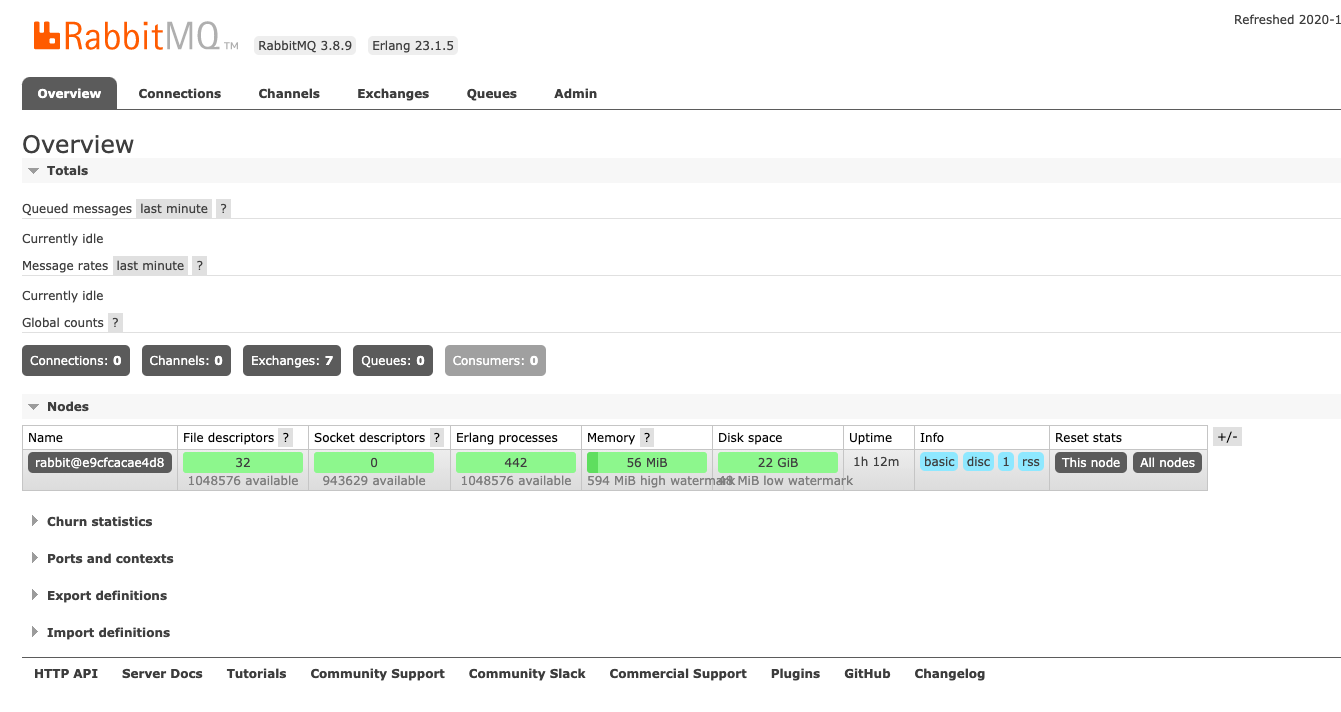 RabbitMQ TM RabbitMQ 3.8.9 Erlang 23.1.5 Refreshed 2020-1
Overview Connections Channels Exchanges Queues Admin
Overview
Totals
Queued messages last minute ?
Currently idle
Message rates last minute ?
Currently idle
Global counts ?
Connections: 0 Channels: 0 Exchanges: 7 Queues: 0 Consumers: 0
Nodes
Name File descriptors ? Socket descriptors ? Erlang processes Memory ? Disk space Uptime Info Reset stats +/-
rabbit@e9cfcacae4d8 32 0 442 56 MiB 22 GiB 1h 12m basic disc 1 rss This node All nodes
1048576 available 943629 available 1048576 available 594 MiB high watermark MiB low watermark
Churn statistics
Ports and contexts
Export definitions
Import definitions
HTTP API Server Docs Tutorials Community Support Community Slack Commercial Support Plugins GitHub Changelog